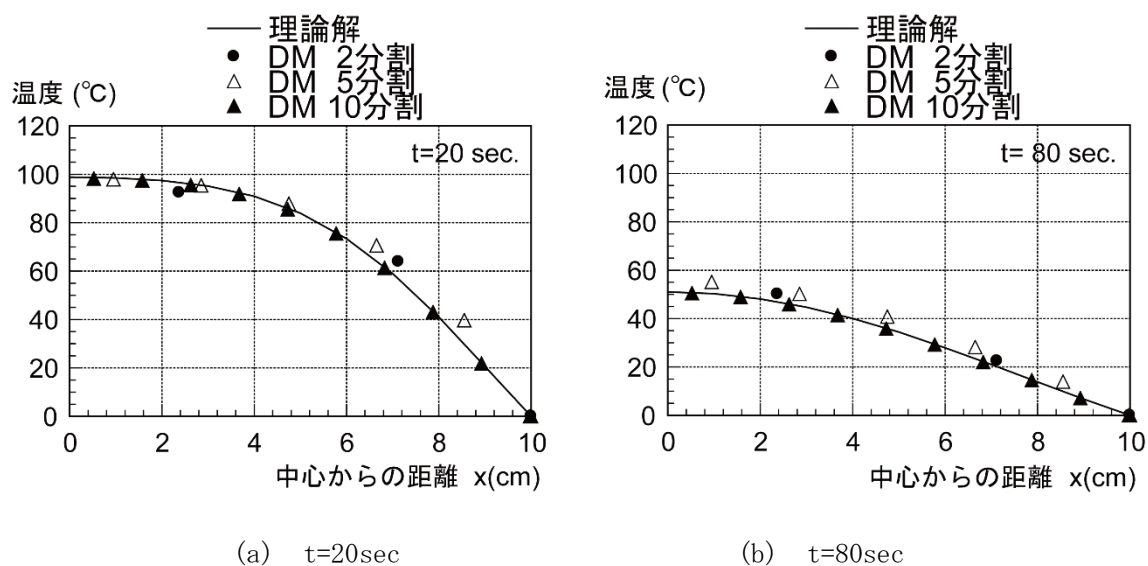 理論解
DM 2分割
DM 5分割
DM 10分割
温度 (℃)
120
100
80
60
40
20
0
t=20 sec.
0 2 4 6 8 10
中心からの距離 x(cm)
(a) t=20sec
理論解
DM 2分割
DM 5分割
DM 10分割
温度 (℃)
120
100
80
60
40
20
0
t= 80 sec.
0 2 4 6 8 10
中心からの距離 x(cm)
(b) t=80sec